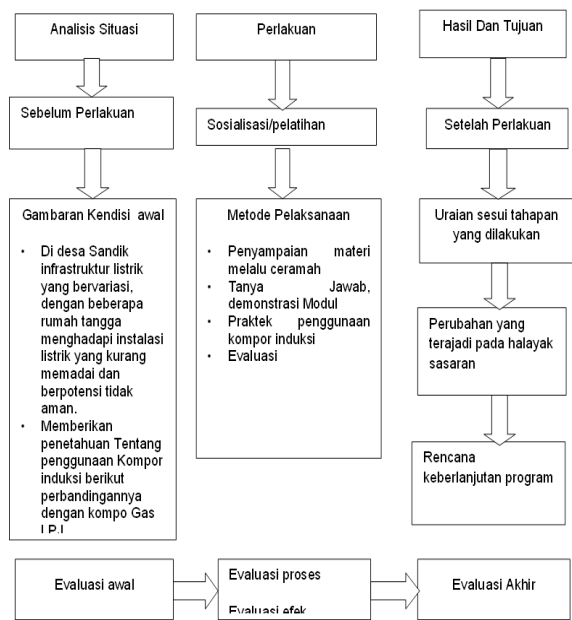 Analisis Situasi
Sebelum Perlakuan
Gambaran Kendisi awal
• Di desa Sandik
infrastruktur listrik
yang bervariasi,
dengan beberapa
rumah tangga
menghadapi instalasi
listrik yang kurang
memadai dan
berpotensi tidak
aman.
• Memberikan
penetahuan Tentang
penggunaan Kompor
induksi berikut
perbandingannya
dengan kompo Gas
LPJ
Perlakuan
Sosialisasi/pelatihan
Metode Pelaksanaan
• Penyampaian materi
melalu ceramah
• Tanya Jawab,
demonstrasi Modul
• Praktek penggunaan
kompor induksi
• Evaluasi
Hasil Dan Tujuan
Setelah Perlakuan
Uraian sesui tahapan
yang dilakukan
Perubahan yang
terajadi pada halayak
sasaran
Rencana
keberlanjutan program
Evaluasi awal
Evaluasi proses
Evaluasi efek
Evaluasi Akhir